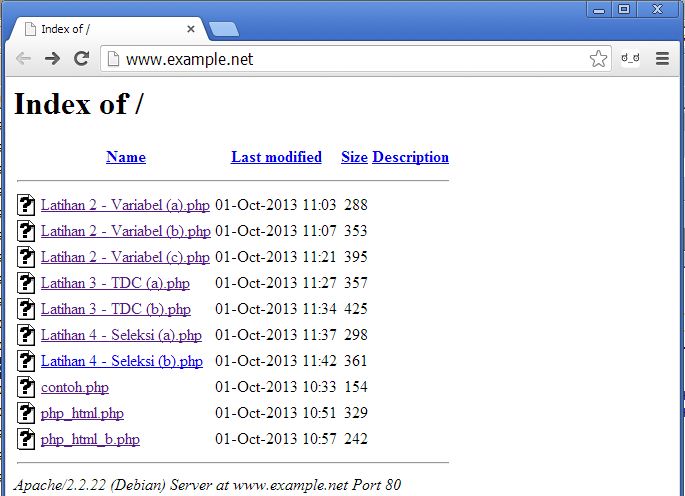 Index of /
www.example.net
ಠ_ಠ
Index of /
Name Last modified Size Description
Latihan 2 - Variabel (a).php 01-Oct-2013 11:03 288
Latihan 2 - Variabel (b).php 01-Oct-2013 11:07 353
Latihan 2 - Variabel (c).php 01-Oct-2013 11:21 395
Latihan 3 - TDC (a).php 01-Oct-2013 11:27 357
Latihan 3 - TDC (b).php 01-Oct-2013 11:34 425
Latihan 4 - Seleksi (a).php 01-Oct-2013 11:37 298
Latihan 4 - Seleksi (b).php 01-Oct-2013 11:42 361
contoh.php 01-Oct-2013 10:33 154
php_html.php 01-Oct-2013 10:51 329
php_html_b.php 01-Oct-2013 10:57 242
Apache/2.2.22 (Debian) Server at www.example.net Port 80